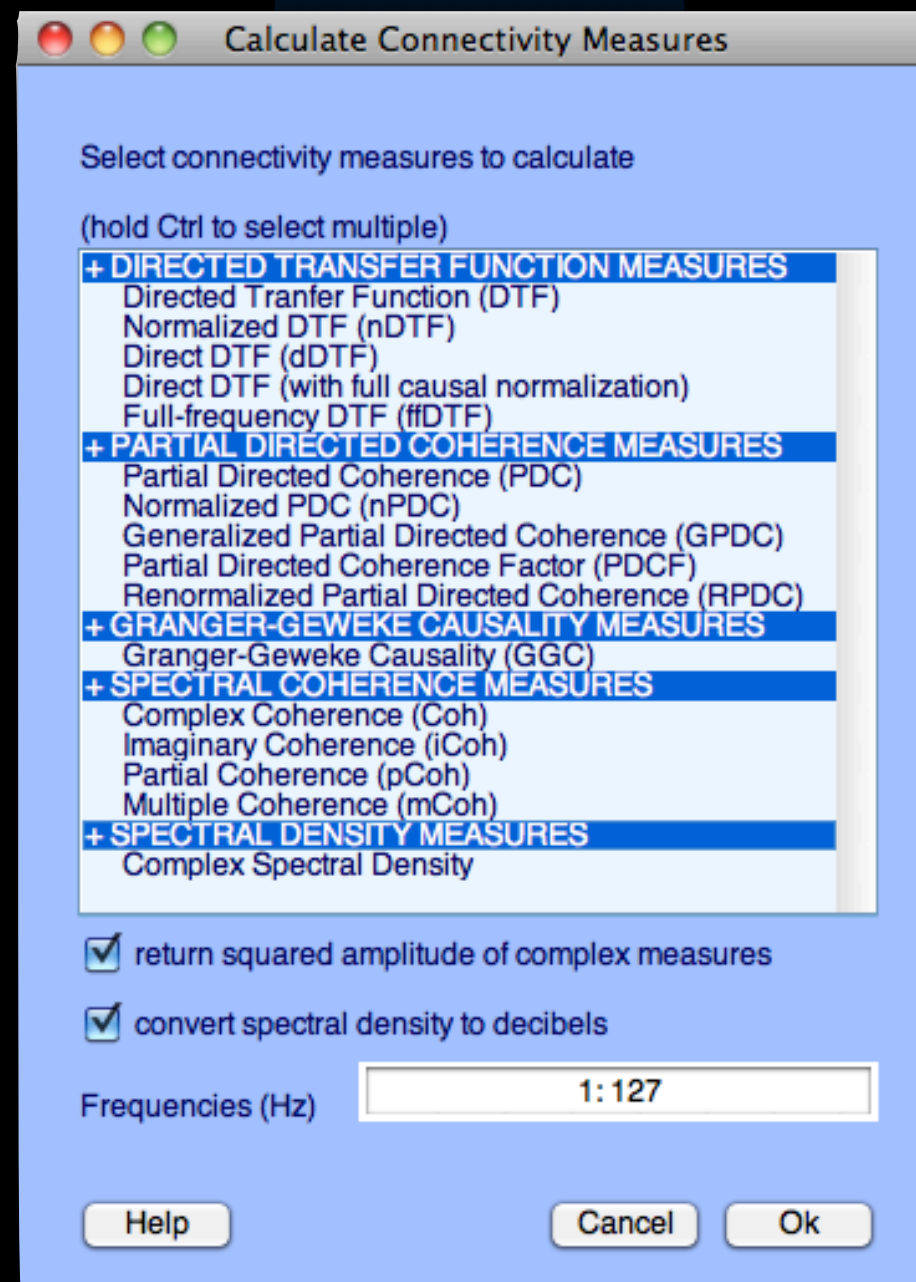 Calculate Connectivity Measures
Select connectivity measures to calculate
(hold Ctrl to select multiple)
+ DIRECTED TRANSFER FUNCTION MEASURES
Directed Tranfer Function (DTF)
Normalized DTF (nDTF)
Direct DTF (dDTF)
Direct DTF (with full causal normalization)
Full-frequency DTF (ffDTF)
+ PARTIAL DIRECTED COHERENCE MEASURES
Partial Directed Coherence (PDC)
Normalized PDC (nPDC)
Generalized Partial Directed Coherence (GPDC)
Partial Directed Coherence Factor (PDCF)
Renormalized Partial Directed Coherence (RPDC)
+ GRANGER-GEWEKE CAUSALITY MEASURES
Granger-Geweke Causality (GGC)
+ SPECTRAL COHERENCE MEASURES
Complex Coherence (Coh)
Imaginary Coherence (iCoh)
Partial Coherence (pCoh)
Multiple Coherence (mCoh)
+ SPECTRAL DENSITY MEASURES
Complex Spectral Density
return squared amplitude of complex measures
convert spectral density to decibels
Frequencies (Hz) 1:127
Help Cancel Ok